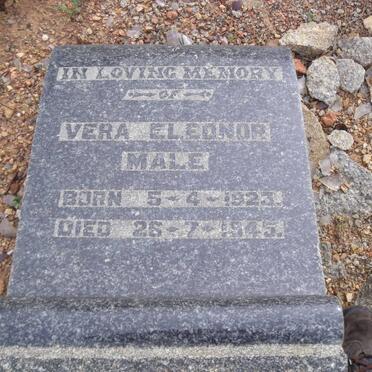 IN LOVING MEMORY
OF
VERA ELEONOR
MALE
BORN 5-4-1923.
DIED 26-7-1945.